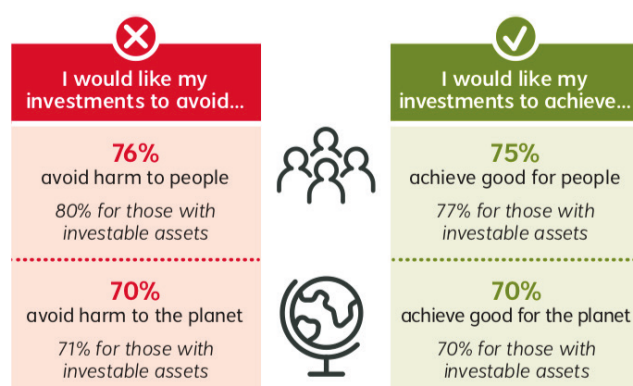 I would like my
investments to avoid...
76%
avoid harm to people
80% for those with
investable assets
70%
avoid harm to the planet
71% for those with
investable assets
I would like my
investments to achieve...
75%
achieve good for people
77% for those with
investable assets
70%
achieve good for the planet
70% for those with
investable assets